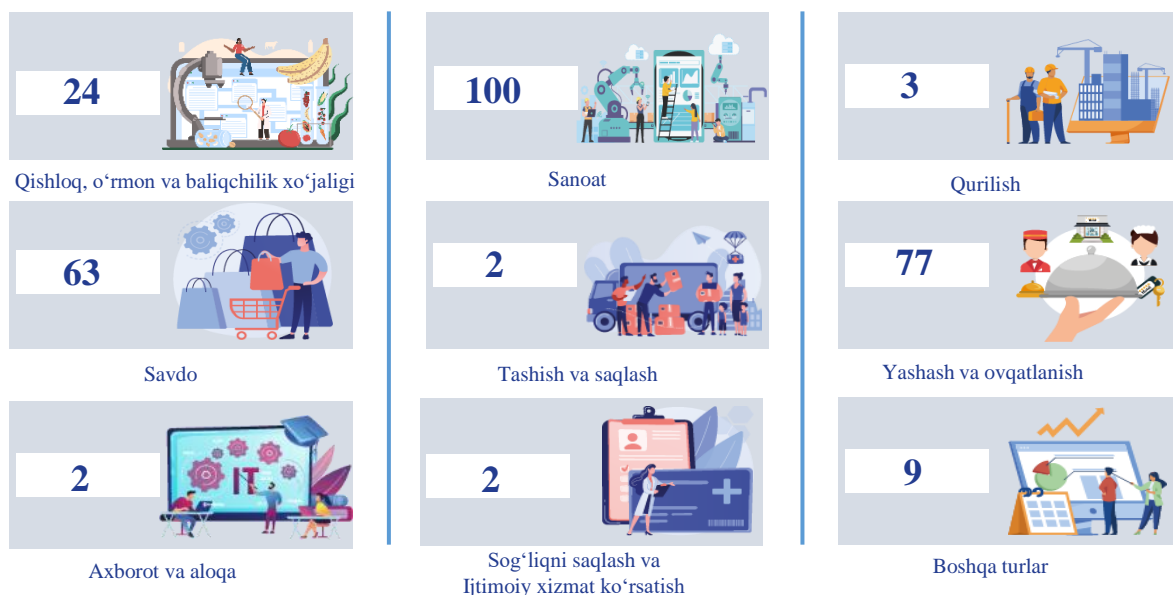 24
100
3
Qishloq, o‘rmon va baliqchilik xo‘jaligi
Sanoat
Qurilish
63
2
77
Savdo
Tashish va saqlash
Yashash va ovqatlanish
2
IT
2
9
Axborot va aloqa
Sog‘liqni saqlash va
Ijtimoiy xizmat ko‘rsatish
Boshqa turlar